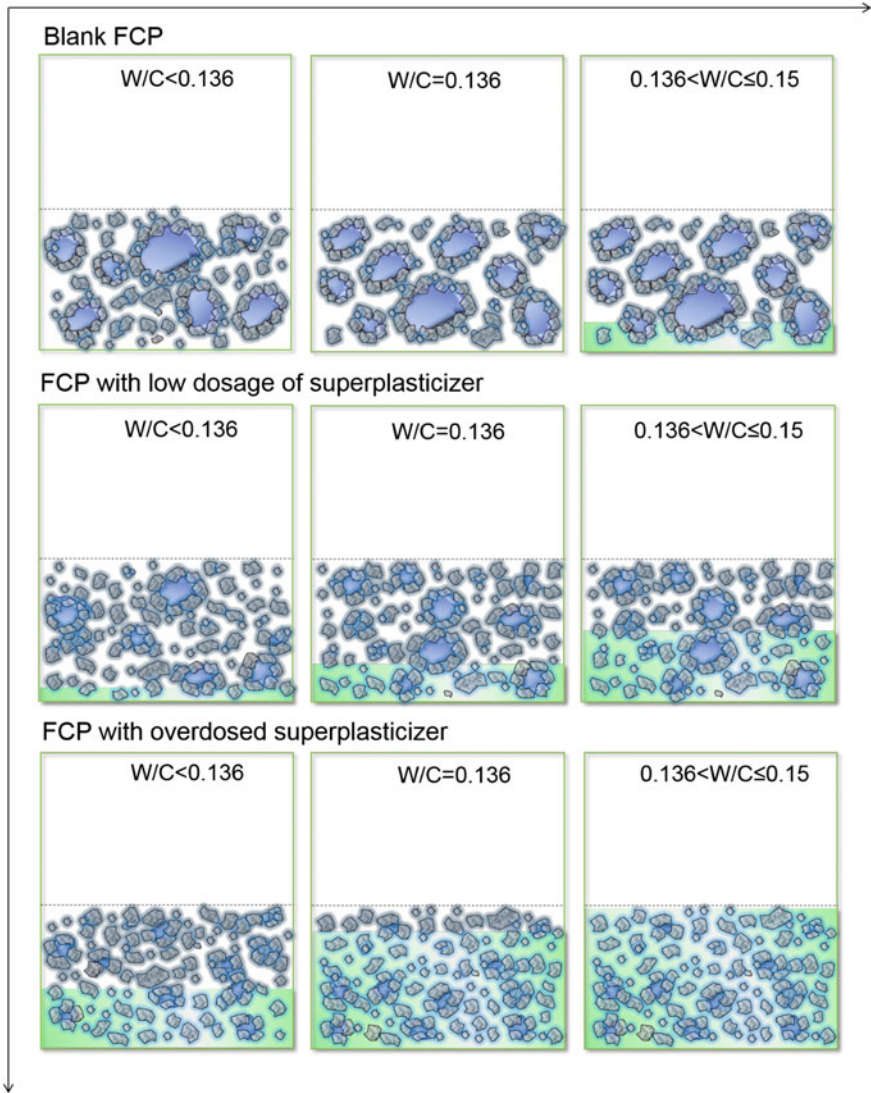 Blank FCP
W/C<0.136
W/C=0.136
0.136<W/C≤0.15
FCP with low dosage of superplasticizer
W/C<0.136
W/C=0.136
0.136<W/C≤0.15
FCP with overdosed superplasticizer
W/C<0.136
W/C=0.136
0.136<W/C≤0.15